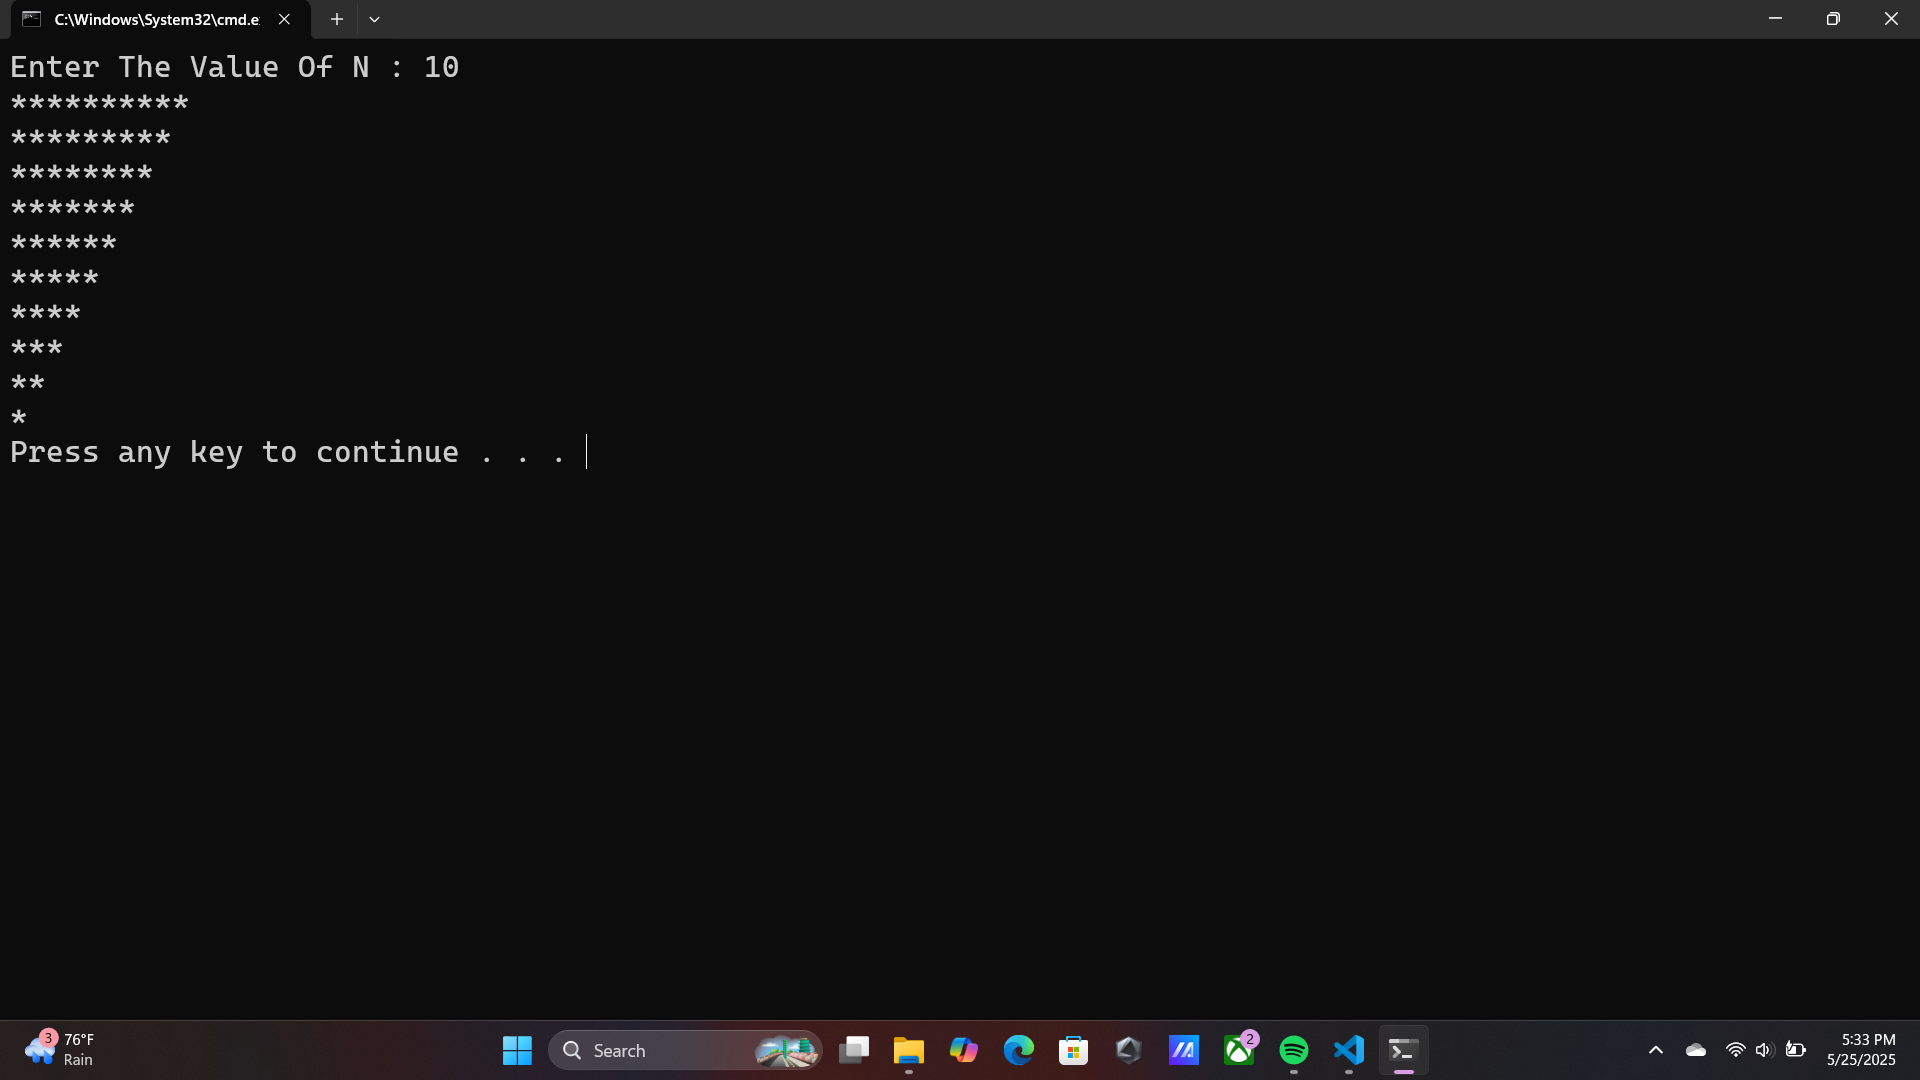 C:\Windows\System32\cmd.e
Enter The Value Of N : 10
**********
*********
********
*******
******
*****
****
***
**
*
Press any key to continue . . .
3
76°F
Rain
Search
2
5:33 PM
5/25/2025